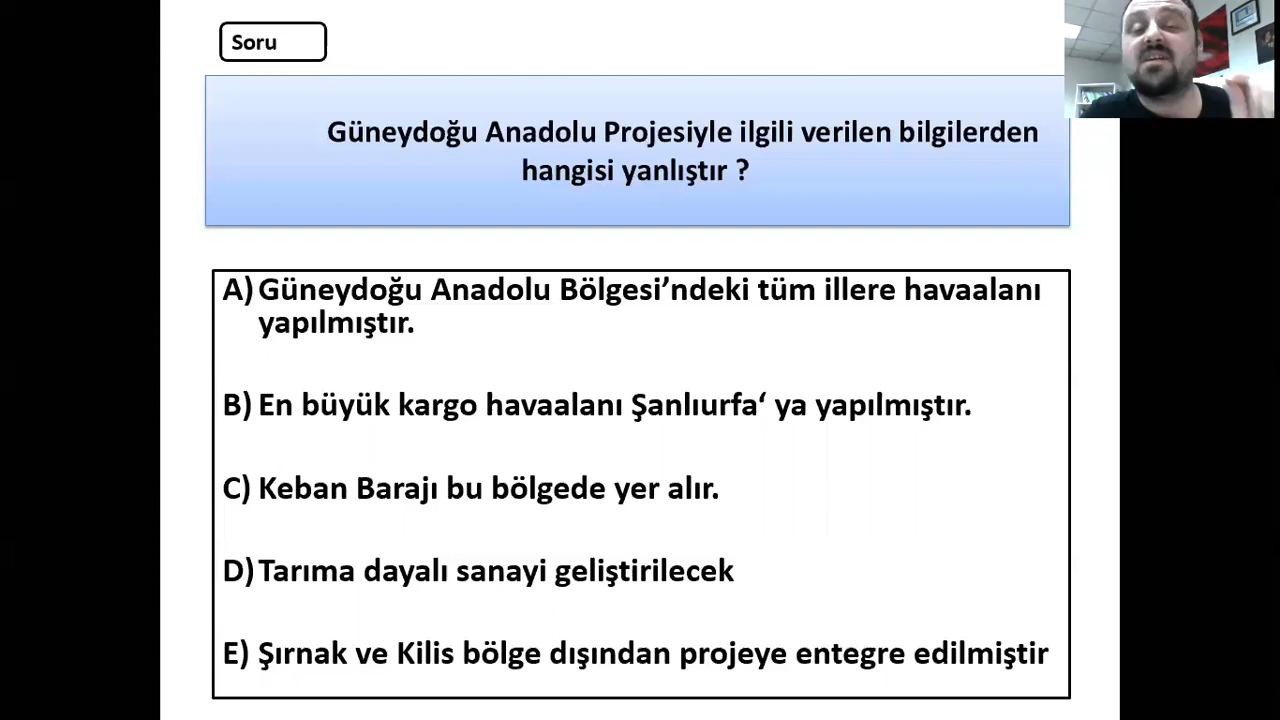 Soru
Güneydoğu Anadolu Projesiyle ilgili verilen bilgilerden
hangisi yanlıştır ?
A) Güneydoğu Anadolu Bölgesi’ndeki tüm illere havaalanı
yapılmıştır.
B) En büyük kargo havaalanı Şanlıurfa‘ ya yapılmıştır.
C) Keban Barajı bu bölgede yer alır.
D) Tarıma dayalı sanayi geliştirilecek
E) Şırnak ve Kilis bölge dışından projeye entegre edilmiştir